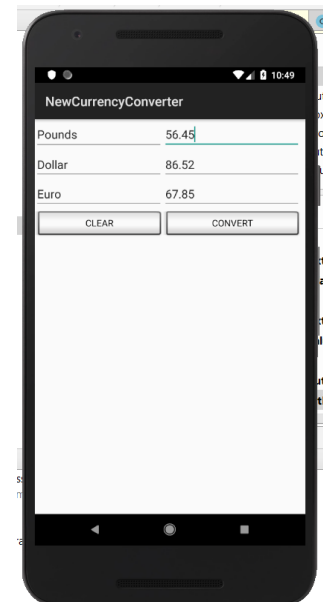 10:49
NewCurrencyConverter
Pounds 56.45
Dollar 86.52
Euro 67.85
CLEAR CONVERT